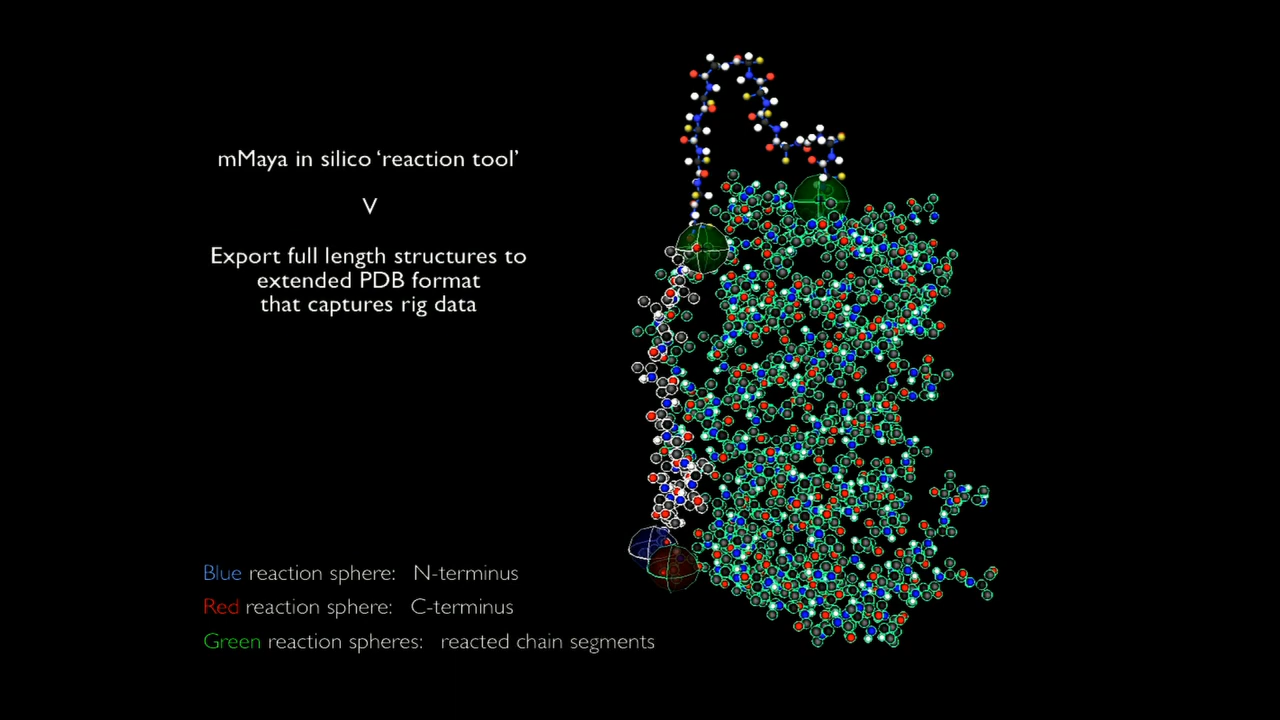 mMaya in silico ‘reaction tool’
V
Export full length structures to
extended PDB format
that captures rig data
Blue reaction sphere: N-terminus
Red reaction sphere: C-terminus
Green reaction spheres: reacted chain segments